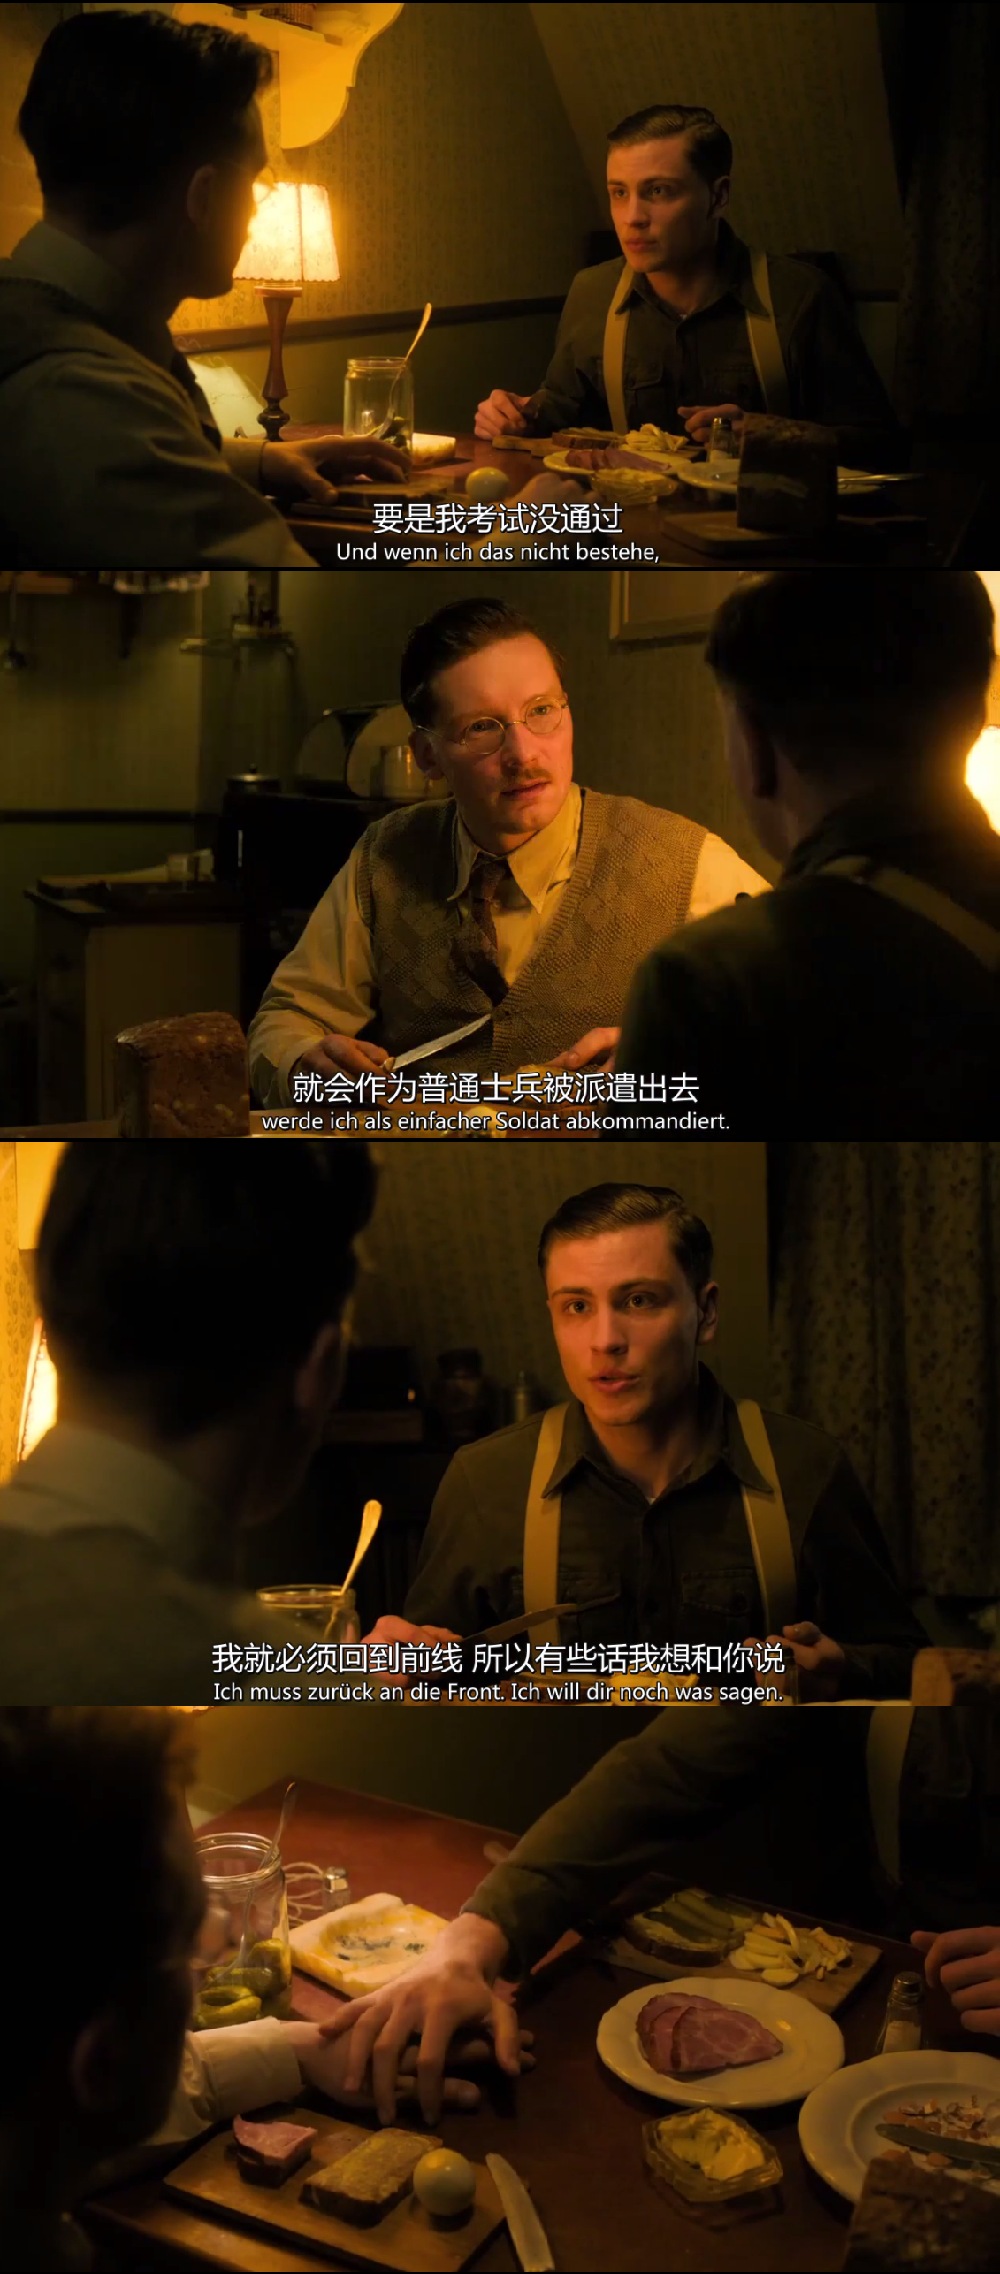 要是我考试没通过
Und wenn ich das nicht bestehe,
就会作为普通士兵被派遣出去
werde ich als einfacher Soldat abkommandiert.
我就必须回到前线 所以有些话我想和你说
Ich muss zurück an die Front. Ich will dir noch was sagen.